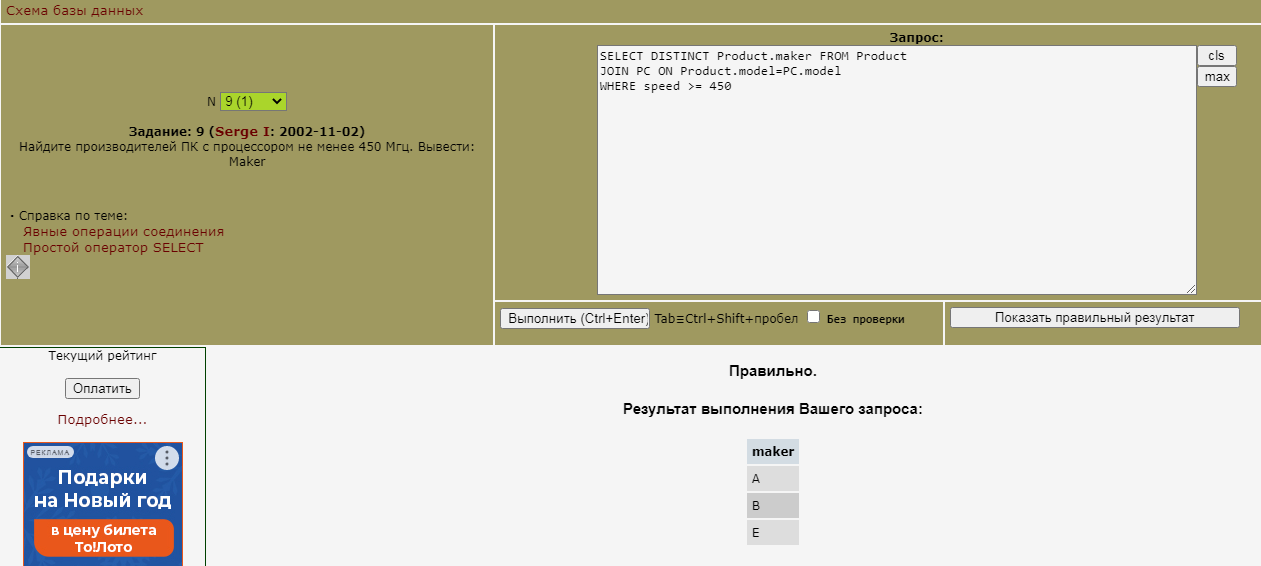 Схема базы данных
N 9 (1)
Задание: 9 (Serge I: 2002-11-02)
Найдите производителей ПК с процессором не менее 450 Мгц. Вывести:
Maker
· Справка по теме:
Явные операции соединения
Простой оператор SELECT
i
Запрос:
SELECT DISTINCT Product.maker FROM Product
JOIN PC ON Product.model=PC.model
WHERE speed >= 450
cls
max
Выполнить (Ctrl+Enter) Tab≡Ctrl+Shift+пробел Без проверки
Показать правильный результат
Текущий рейтинг
Оплатить
Подробнее...
РЕКЛАМА
Подарки
на Новый год
в цену билета
То!Лото
Правильно.
Результат выполнения Вашего запроса:
maker
A
B
E